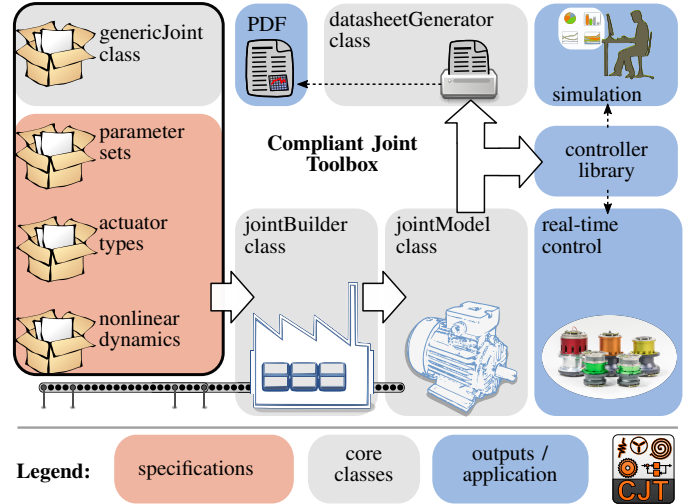 genericJoint
class
PDF
datasheetGenerator
class
simulation
parameter
sets
Compliant Joint
Toolbox
controller
library
actuator
types
jointBuilder
class
jointModel
class
real-time
control
nonlinear
dynamics
Legend:
specifications
core
classes
outputs /
application
CJT